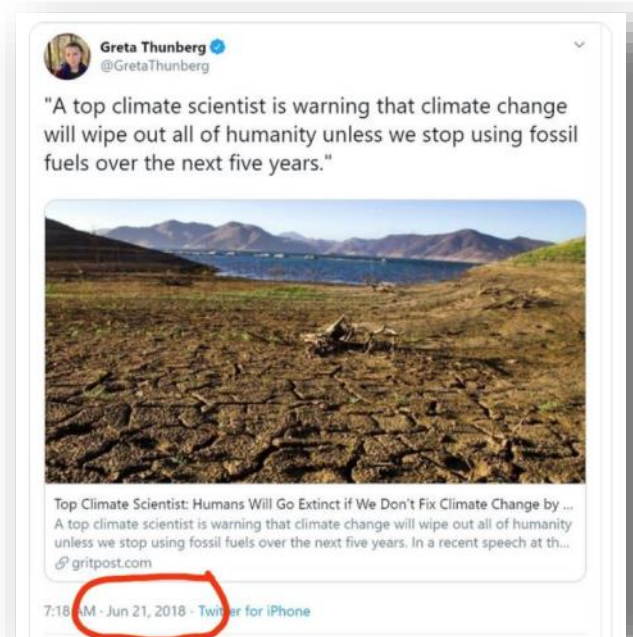 Greta Thunberg
@GretaThunberg
"A top climate scientist is warning that climate change
will wipe out all of humanity unless we stop using fossil
fuels over the next five years."
Top Climate Scientist: Humans Will Go Extinct if We Don't Fix Climate Change by ...
A top climate scientist is warning that climate change will wipe out all of humanity
unless we stop using fossil fuels over the next five years. In a recent speech at th...
gritpost.com
7:18 AM · Jun 21, 2018 · Twitter for iPhone